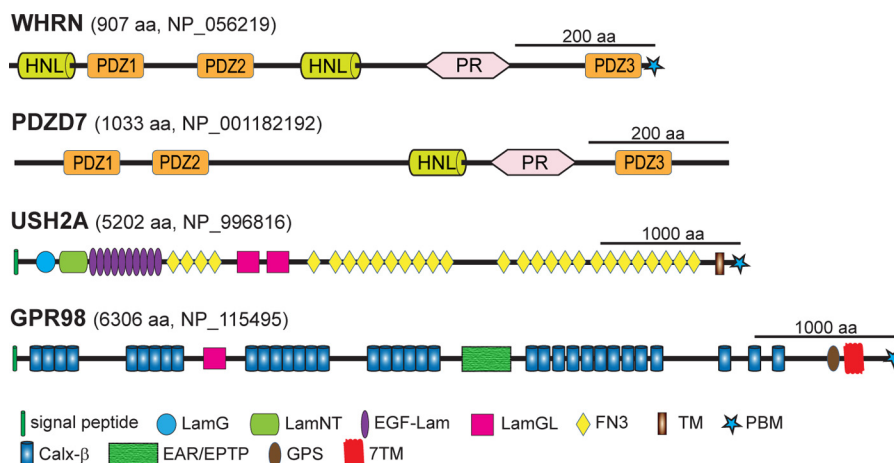 WHRN (907 aa, NP_056219)
200 aa
HNL PDZ1 PDZ2 HNL PR PDZ3
PDZD7 (1033 aa, NP_001182192)
200 aa
PDZ1 PDZ2 HNL PR PDZ3
USH2A (5202 aa, NP_996816)
1000 aa
GPR98 (6306 aa, NP_115495)
1000 aa
signal peptide LamG LamNT EGF-Lam LamGL FN3 TM PBM
Calx-β EAR/EPTP GPS 7TM